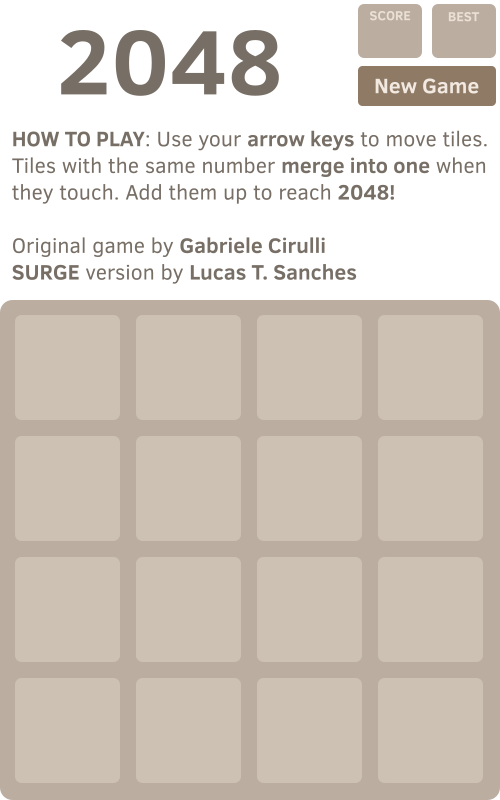 2048
SCORE
BEST
New Game
HOW TO PLAY: Use your arrow keys to move tiles.
Tiles with the same number merge into one when
they touch. Add them up to reach 2048!
Original game by Gabriele Cirulli
SURGE version by Lucas T. Sanches